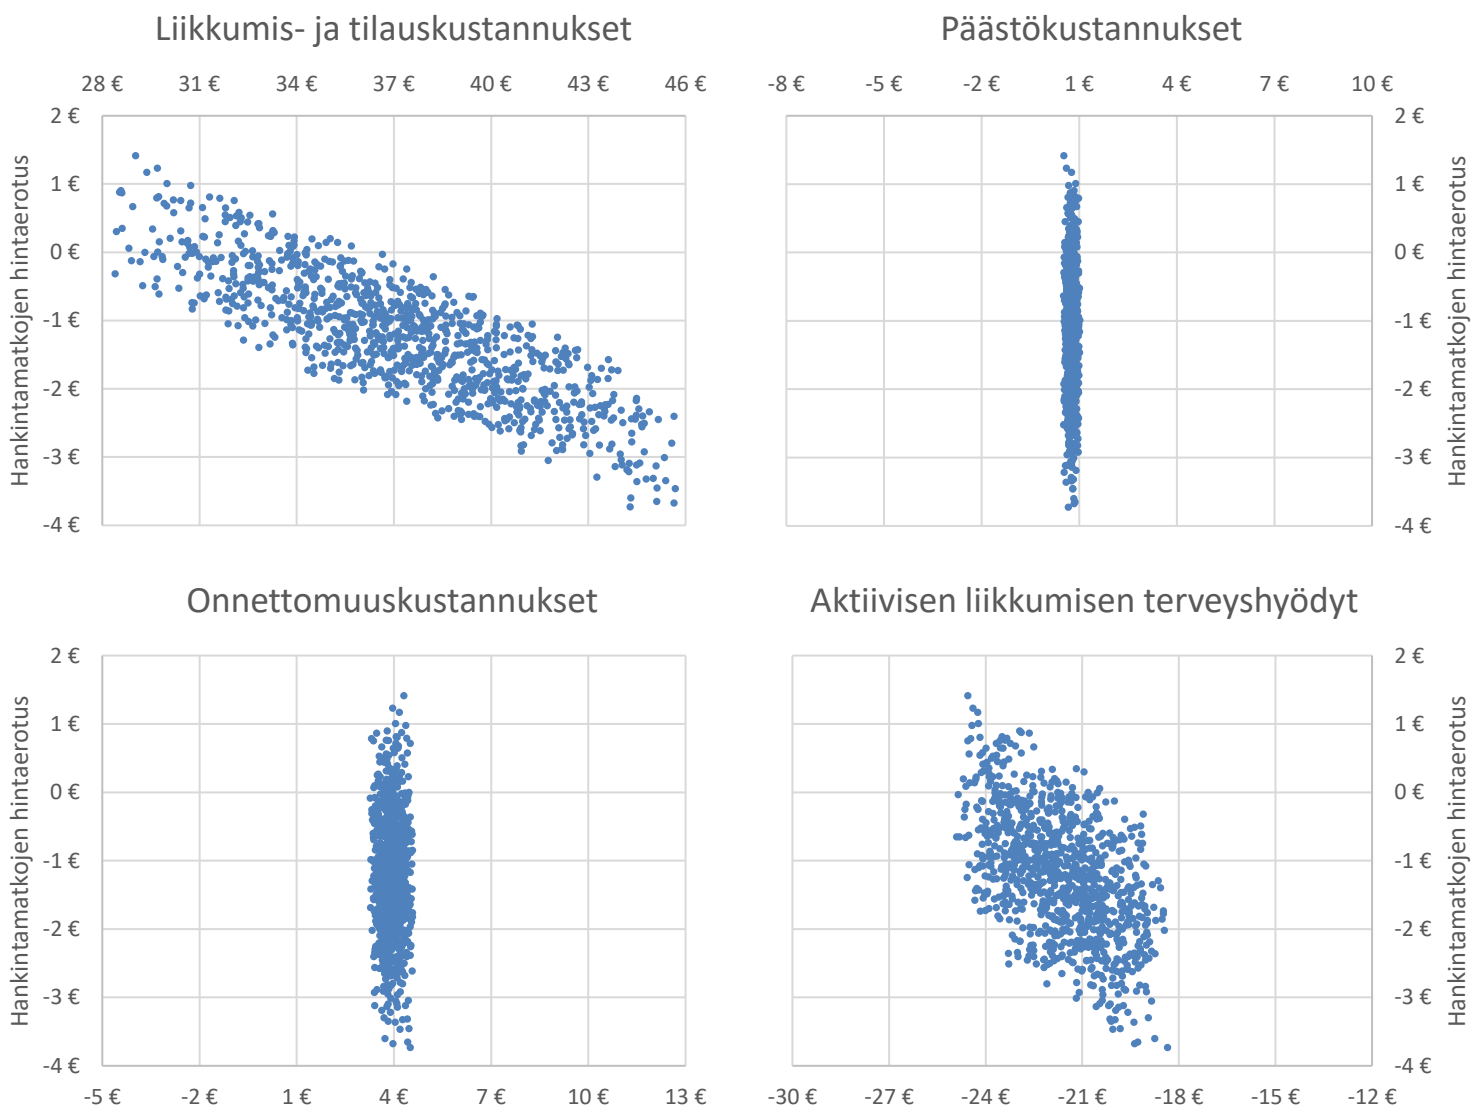 Liikkumis- ja tilauskustannukset
28 € 31 € 34 € 37 € 40 € 43 € 46 €
2 €
1 €
0 €
-1 €
-2 €
-3 €
-4 €
Hankintamatkojen hintaerotus
Päästökustannukset
-8 € -5 € -2 € 1 € 4 € 7 € 10 €
2 €
1 €
0 €
-1 €
-2 €
-3 €
-4 €
Hankintamatkojen hintaerotus
Onnettomuuskustannukset
2 €
1 €
0 €
-1 €
-2 €
-3 €
-4 €
Hankintamatkojen hintaerotus
-5 € -2 € 1 € 4 € 7 € 10 € 13 €
Aktiivisen liikkumisen terveyshyödyt
2 €
1 €
0 €
-1 €
-2 €
-3 €
-4 €
Hankintamatkojen hintaerotus
-30 € -27 € -24 € -21 € -18 € -15 € -12 €